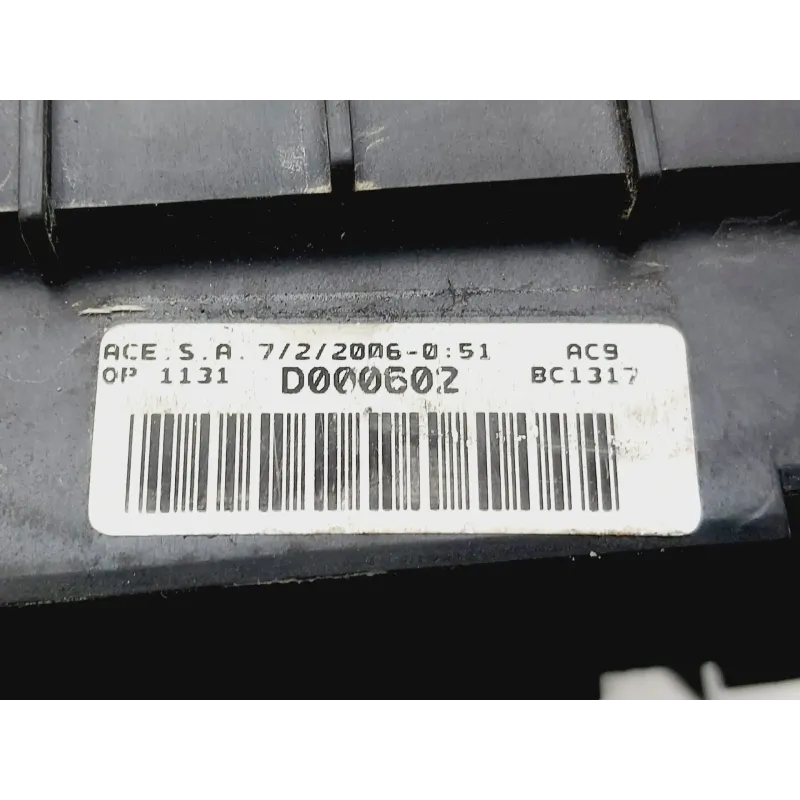 ACE.S.A. 7/2/2006-0:51 AC9
OP 1131 D000602 BC1317